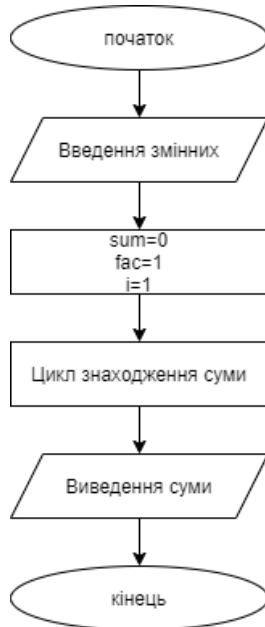 початок
Введення змінних
sum=0
fac=1
i=1
Цикл знаходження суми
Виведення суми
кінець